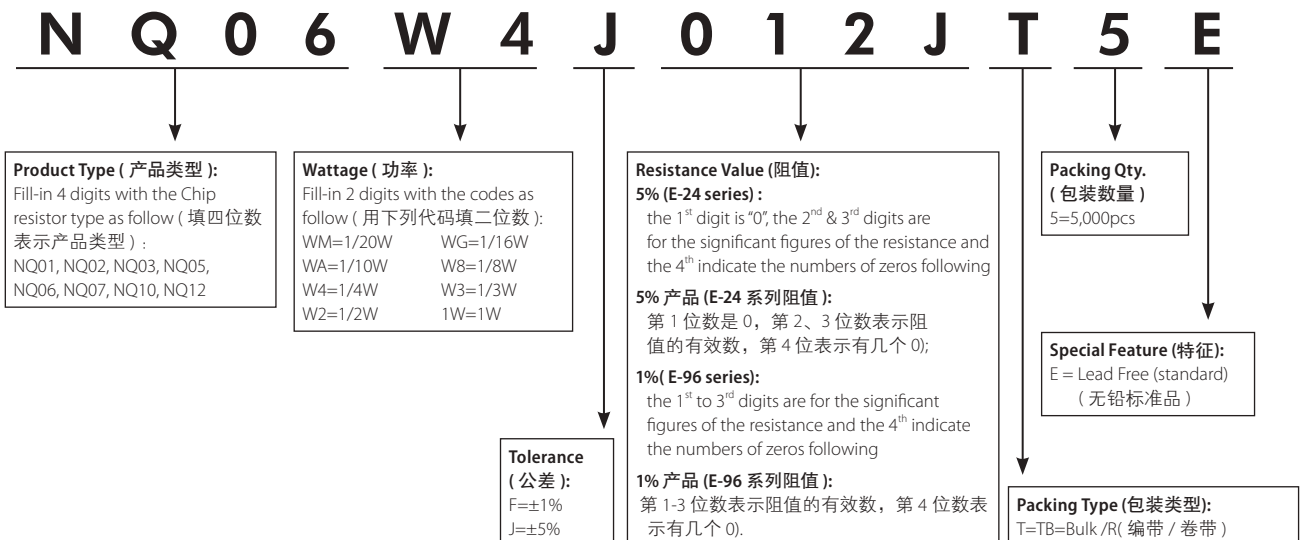 N Q 0 6 W 4 J 0 1 2 J T 5 E
Product Type ( 产品类型 ):
Fill-in 4 digits with the Chip
resistor type as follow ( 填四位数
表示产品类型 ) :
NQ01, NQ02, NQ03, NQ05,
NQ06, NQ07, NQ10, NQ12
Wattage ( 功率 ):
Fill-in 2 digits with the codes as
follow ( 用下列代码填二位数 ):
WM=1/20W WG=1/16W
WA=1/10W W8=1/8W
W4=1/4W W3=1/3W
W2=1/2W 1W=1W
Tolerance
( 公差 ):
F=±1%
J=±5%
Resistance Value (阻值):
5% (E-24 series) :
the 1st digit is "0", the 2nd & 3rd digits are
for the significant figures of the resistance and
the 4th indicate the numbers of zeros following
5% 产品 (E-24 系列阻值 ):
第 1 位数是 0，第 2、3 位数表示阻
值的有效数，第 4 位表示有几个 0);
1%( E-96 series):
the 1st to 3rd digits are for the significant
figures of the resistance and the 4th indicate
the numbers of zeros following
1% 产品 (E-96 系列阻值 ):
第 1-3 位数表示阻值的有效数，第 4 位数表
示有几个 0).
Packing Qty.
( 包装数量 )
5=5,000pcs
Special Feature (特征):
E = Lead Free (standard)
( 无铅标准品 )
Packing Type (包装类型):
T=TB=Bulk /R( 编带 / 卷带 )